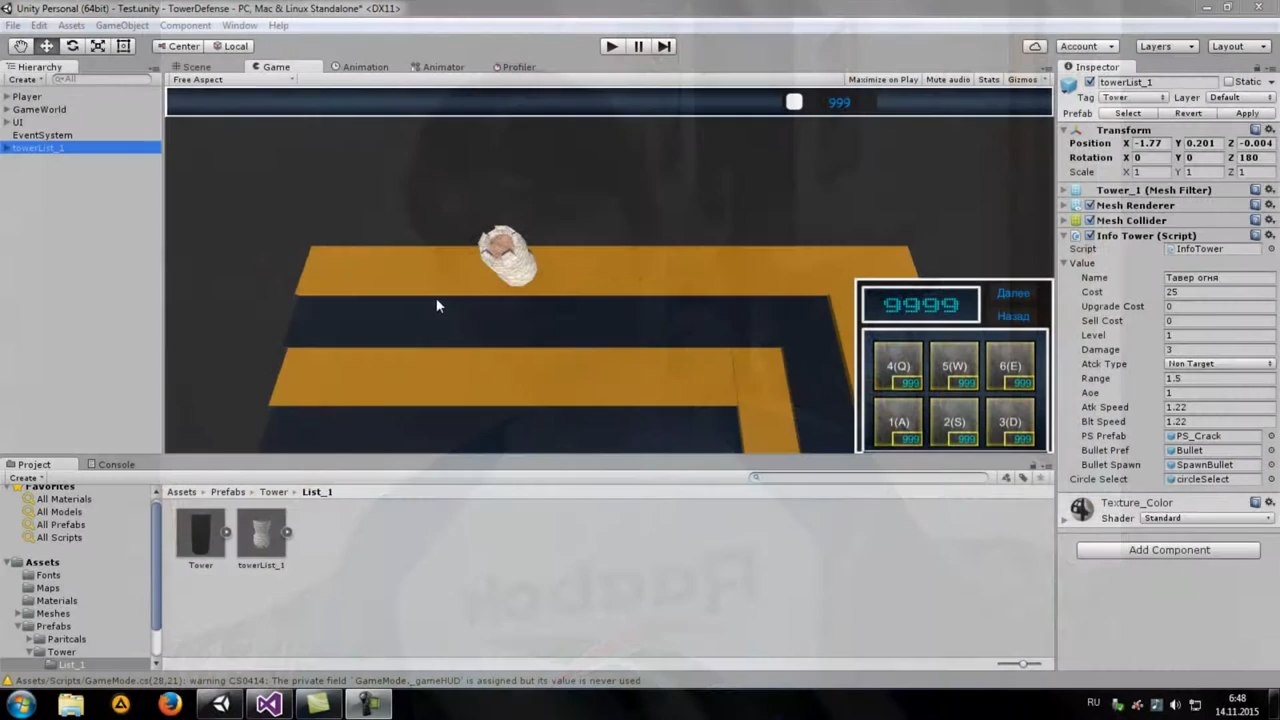 Unity Personal (64bit) - Test.unity - TowerDefense - PC, Mac & Linux Standalone* <DX11>
File Edit Assets GameObject Component Window Help
Center Local Account Layers Layout
Hierarchy Scene Game Animation Animator Profiler Inspector
Create All Free Aspect Maximize on Play Mute audio Stats Gizmos towerList_1 Static
Player Tag Tower Layer Default
GameWorld 999 Prefab Select Revert Apply
UI
EventSystem Transform
towerList_1 Position X -1.77 Y 0.201 Z -0.004
Rotation X 0 Y 0 Z 180
Scale X 1 Y 1 Z 1
Tower_1 (Mesh Filter)
Mesh Renderer
Mesh Collider
Info Tower (Script)
Script InfoTower
Value
Name Тавер огня
9999 Далее Cost 25
Назад Upgrade Cost 0
Sell Cost 0
Level 1
Damage 3
4(Q) 5(W) 6(E) Atck Type Non Target
999 999 999 Range 1.5
Aoe 1
Atk Speed 1.22
1(A) 2(S) 3(D) Blt Speed 1.22
999 999 999 PS Prefab PS_Crack
Bullet Pref Bullet
Project Console Bullet Spawn SpawnBullet
Create Circle Select circleSelect
Favorites Assets Prefabs Tower List_1
All Materials Texture_Color
All Models Shader Standard
All Prefabs
All Scripts Add Component
Assets Tower towerList_1
Fonts
Maps
Materials
Meshes
Prefabs
Paritcals
Tower
List_1
Assets/Scripts/GameMode.cs(28,21): warning CS0414: The private field `GameMode._gameHUD' is assigned but its value is never used
RU 6:48
14.11.2015